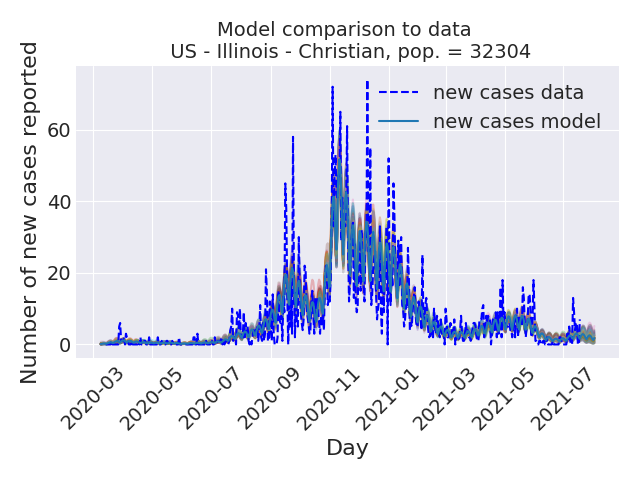 Model comparison to data
US - Illinois - Christian, pop. = 32304
Number of new cases reported
60
40
20
0
new cases data
new cases model
2020-03
2020-05
2020-07
2020-09
2020-11
2021-01
2021-03
2021-05
2021-07
Day